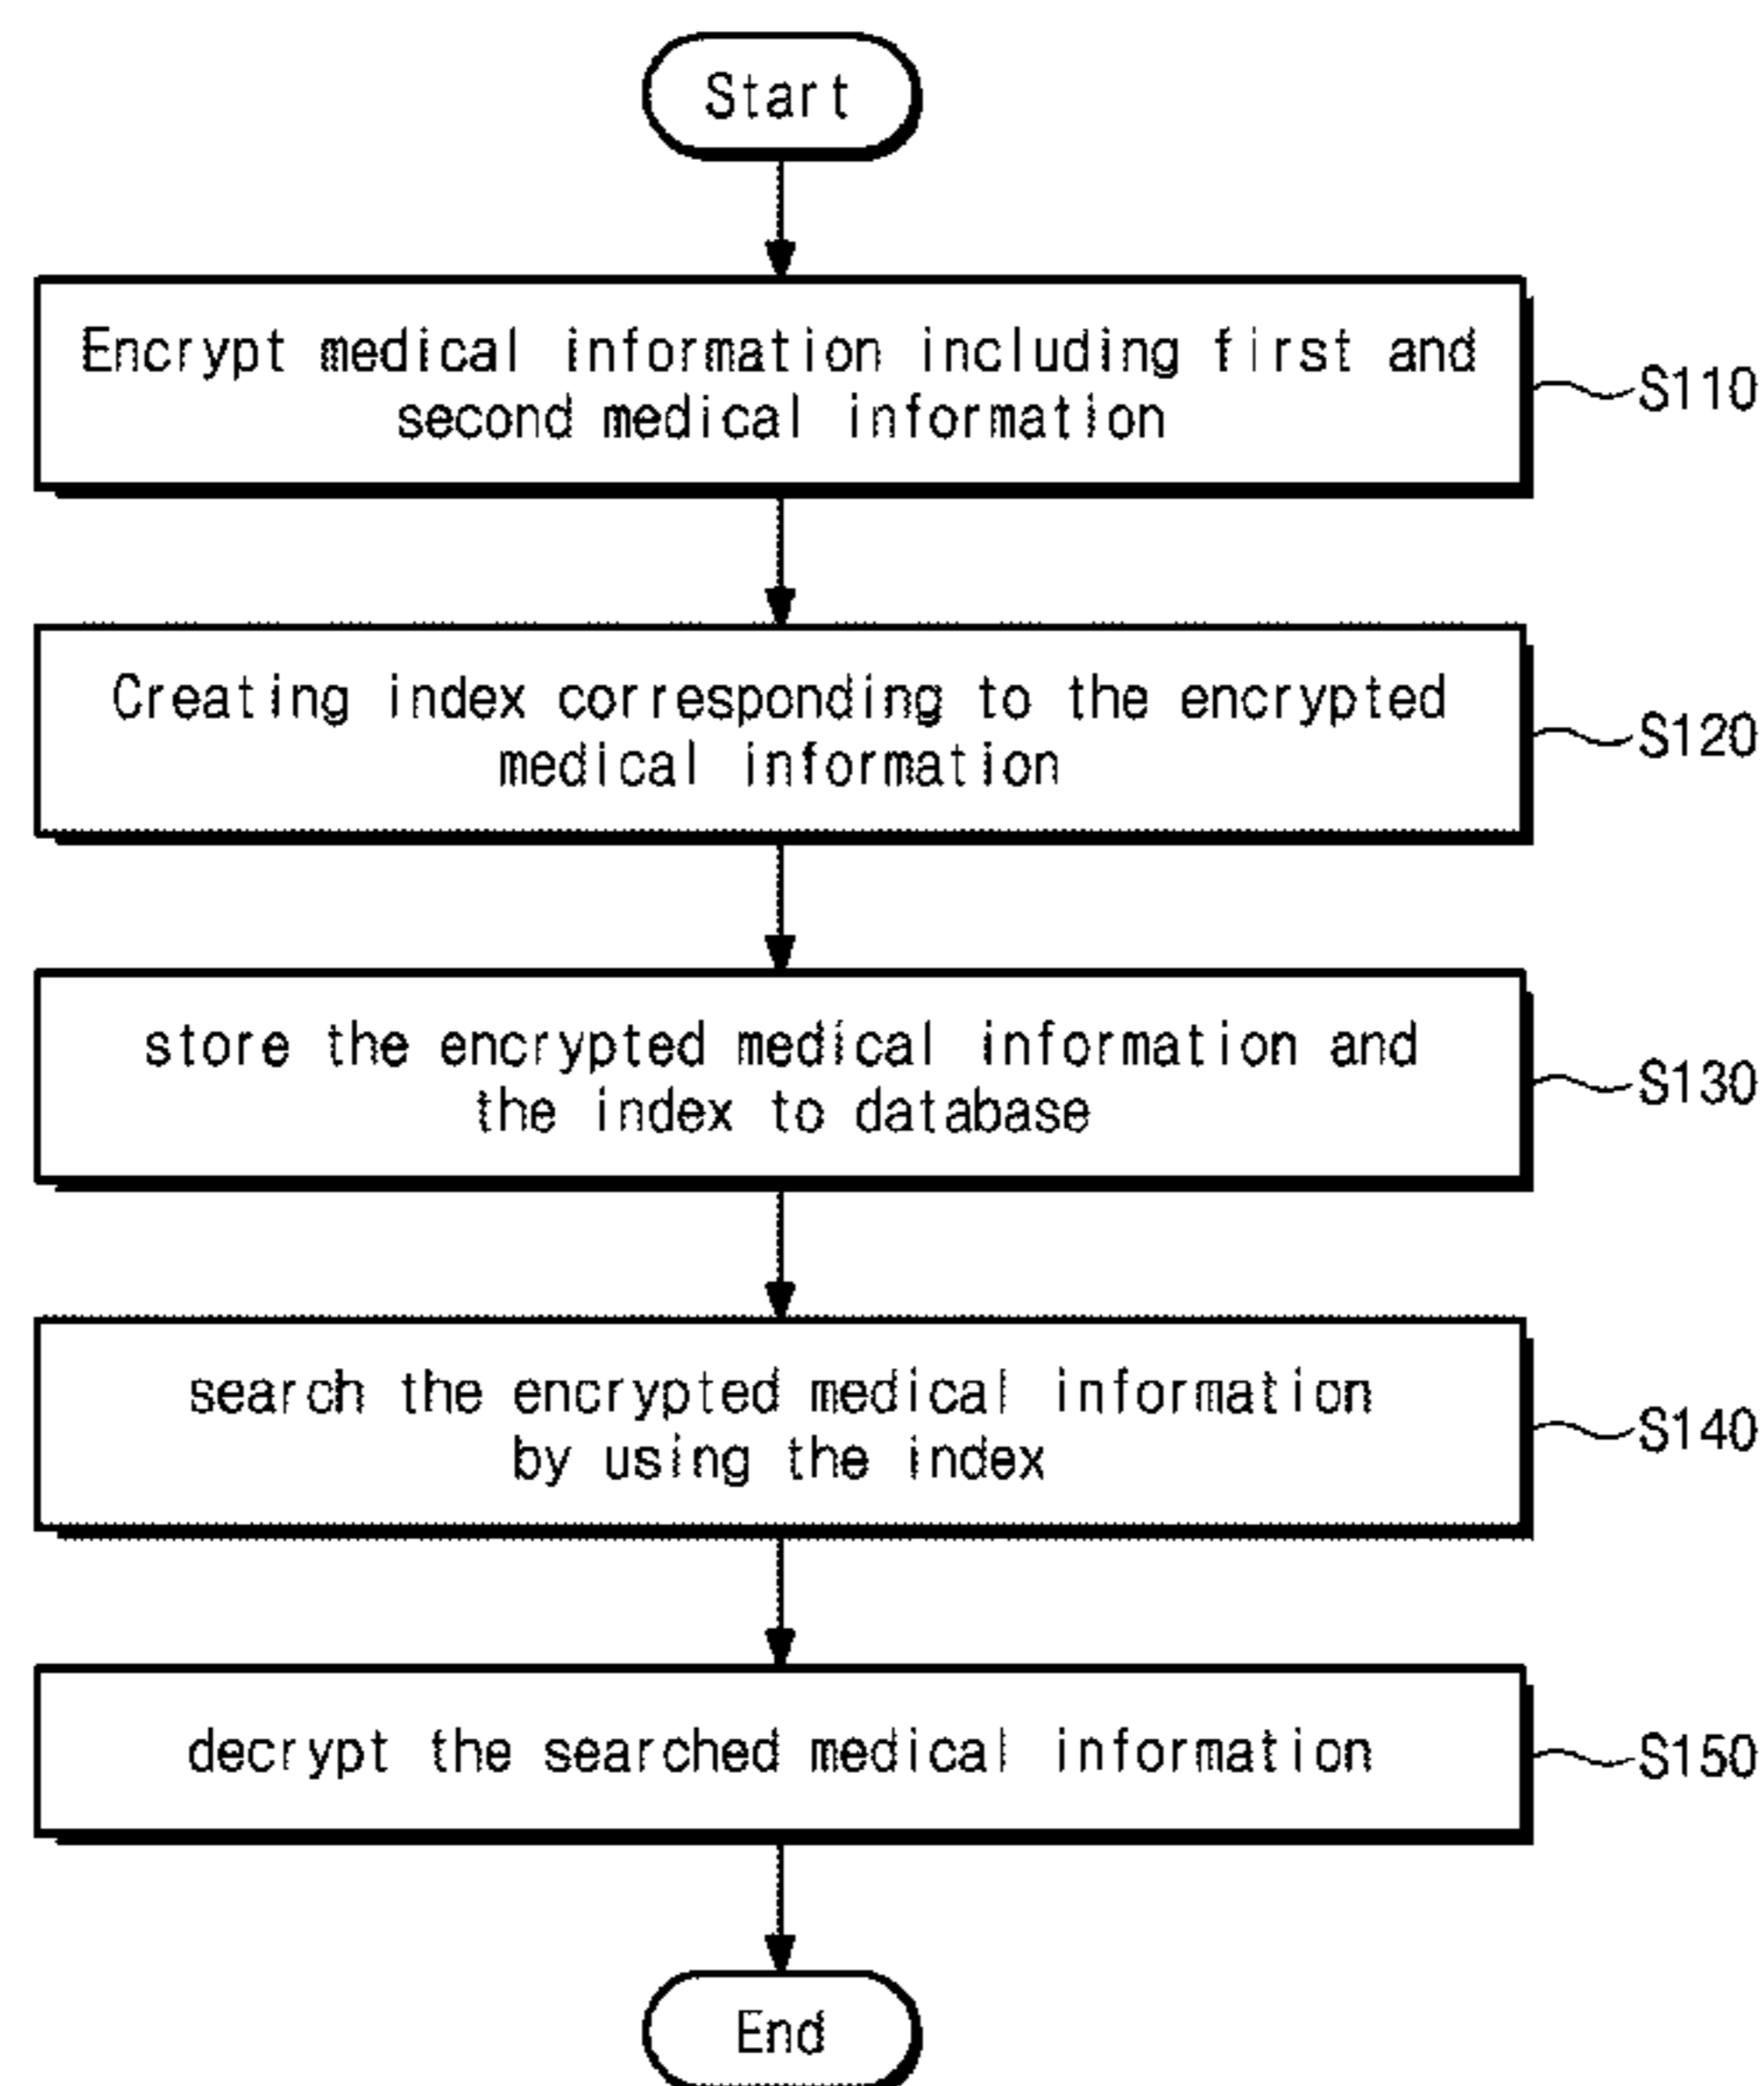 Start
Encrypt medical information including first and
second medical information
S110
Creating index corresponding to the encrypted
medical information
S120
store the encrypted medical information and
the index to database
S130
search the encrypted medical information
by using the index
S140
decrypt the searched medical information
S150
End